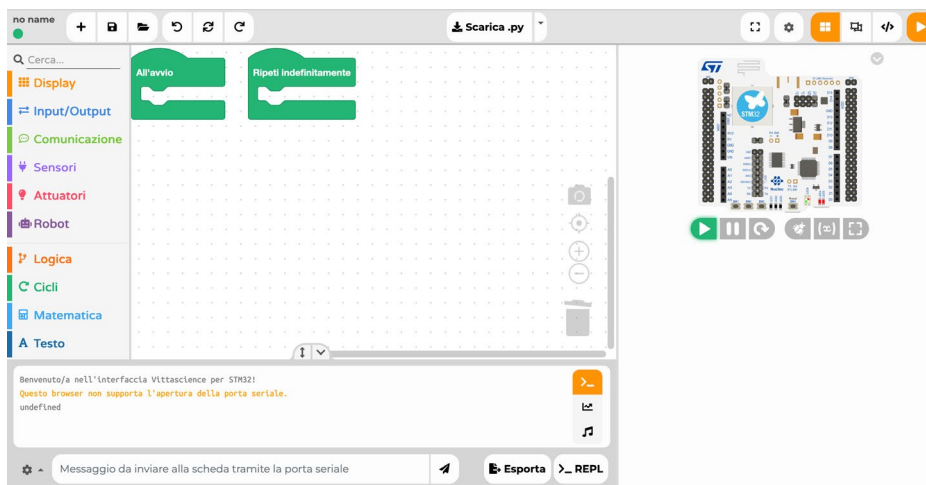 no name
Scarica .py
Cerca...
Display
Input/Output
Comunicazione
Sensori
Attuatori
Robot
Logica
Cicli
Matematica
A Testo
All'avvio
Ripeti indefinitamente
STM32
Benvenuto/a nell'interfaccia Vittascience per STM32!
Questo browser non supporta l'apertura della porta seriale.
undefined
Messaggio da inviare alla scheda tramite la porta seriale
Esporta
>_ REPL